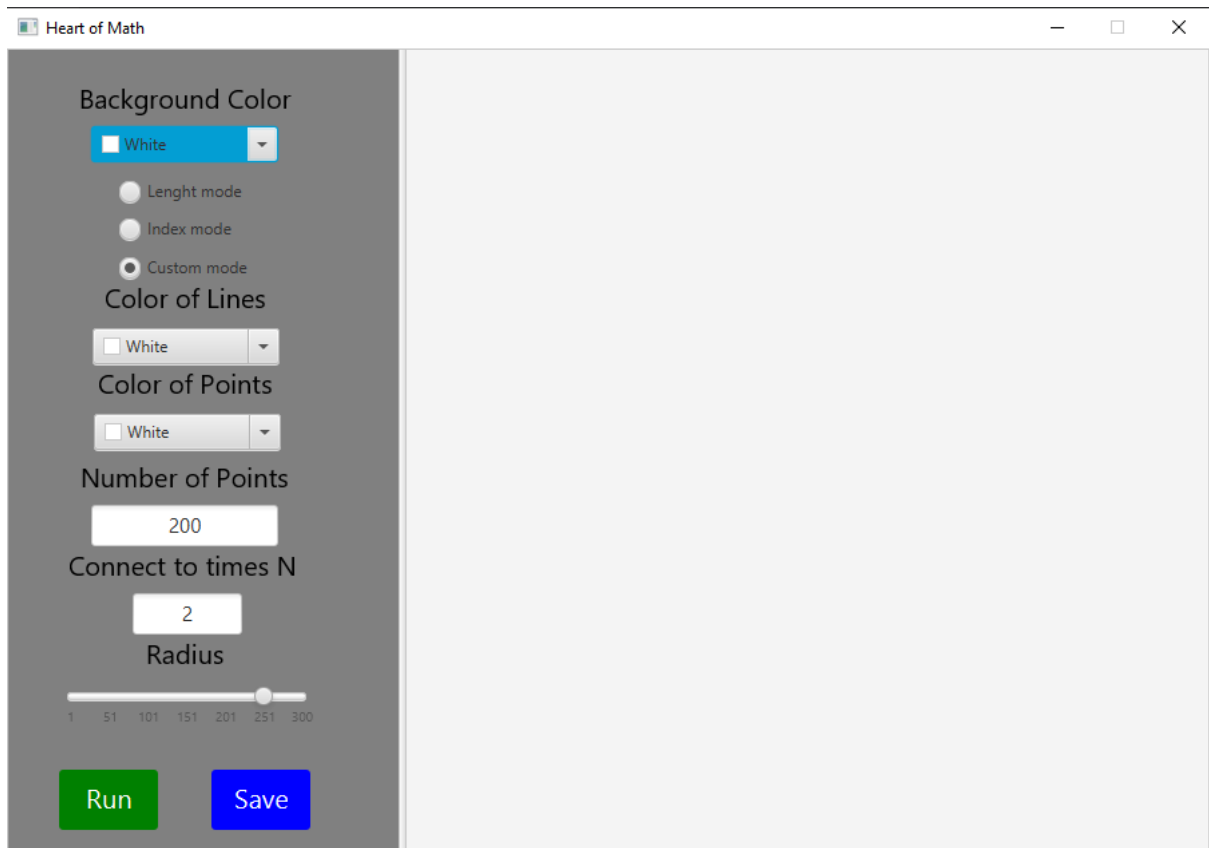 Heart of Math
Background Color
White
Lenght mode
Index mode
Custom mode
Color of Lines
White
Color of Points
White
Number of Points
200
Connect to times N
2
Radius
1 51 101 151 201 251 300
Run Save